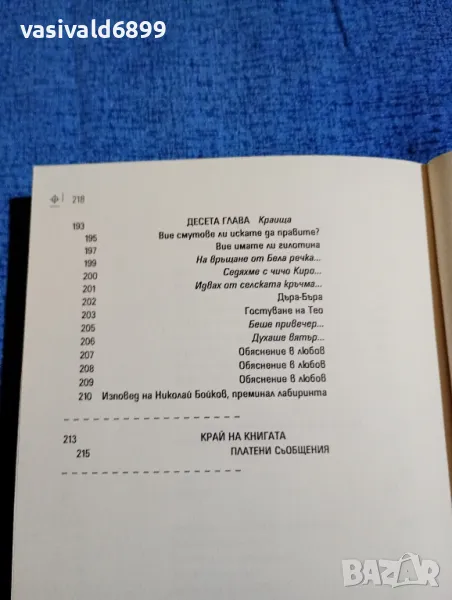 vasivald6899
218
193 ДЕСЕТА ГЛАВА Краища
195 Вие смутове ли искате да правите?
197 Вие имате ли гилотина
199 На връщане от Бела речка...
200 Седяхме с чичо Киро...
201 Идвах от селската кръчма...
202 Дъра-Бъра
203 Гостуване на Тео
205 Беше привечер...
206 Духаше вятър...
207 Обяснение в любов
208 Обяснение в любов
209 Обяснение в любов
210 Изповед на Николай Бойков, преминал лабиринта
213 КРАЙ НА КНИГАТА
215 ПЛАТЕНИ СЪОБЩЕНИЯ
BAZAR.bg